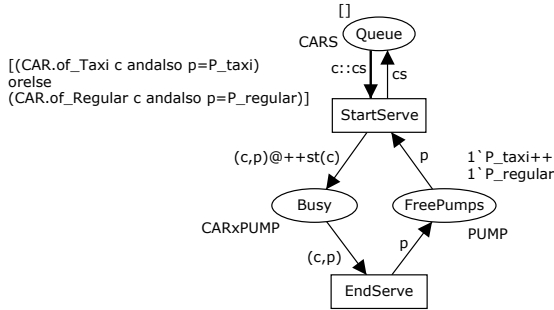 []
Queue
CARS
[(CAR.of_Taxi c andalso p=P_taxi)
orelse
(CAR.of_Regular c andalso p=P_regular)]
c::cs
cs
StartServe
(c,p)@++st(c)
p
1`P_taxi++
1`P_regular
Busy
FreePumps
CARxPUMP
PUMP
(c,p)
p
EndServe